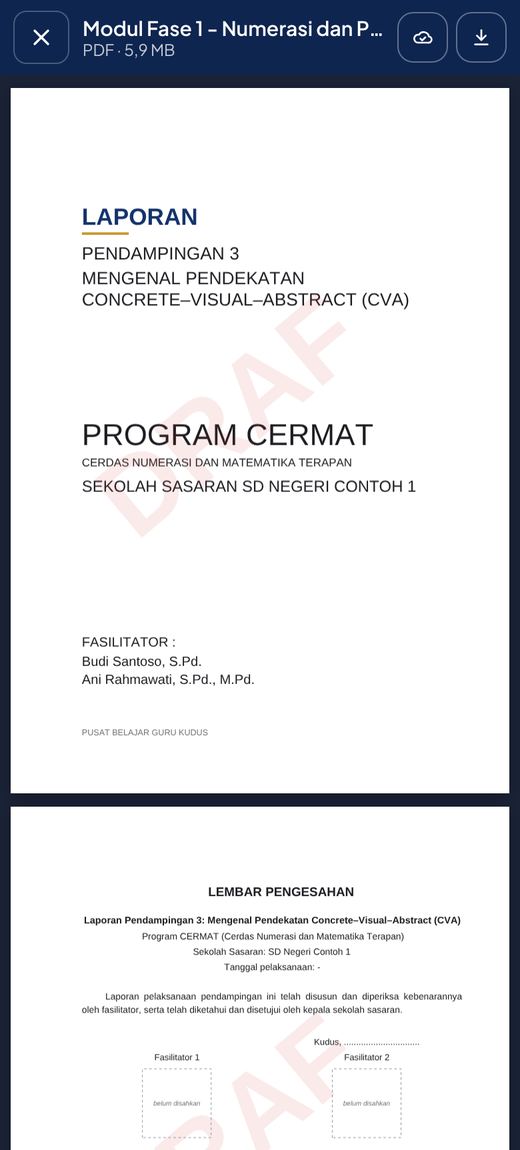 Modul Fase 1 - Numerasi dan P...
PDF · 5,9 MB
LAPORAN
PENDAMPINGAN 3
MENGENAL PENDEKATAN
CONCRETE–VISUAL–ABSTRACT (CVA)
DRAF
PROGRAM CERMAT
CERDAS NUMERASI DAN MATEMATIKA TERAPAN
SEKOLAH SASARAN SD NEGERI CONTOH 1
FASILITATOR :
Budi Santoso, S.Pd.
Ani Rahmawati, S.Pd., M.Pd.
PUSAT BELAJAR GURU KUDUS
LEMBAR PENGESAHAN
Laporan Pendampingan 3: Mengenal Pendekatan Concrete–Visual–Abstract (CVA)
Program CERMAT (Cerdas Numerasi dan Matematika Terapan)
Sekolah Sasaran: SD Negeri Contoh 1
Tanggal pelaksanaan: -
Laporan pelaksanaan pendampingan ini telah disusun dan diperiksa kebenarannya
oleh fasilitator, serta telah diketahui dan disetujui oleh kepala sekolah sasaran.
Kudus, ...............................
Fasilitator 1 Fasilitator 2
belum disahkan belum disahkan
RAF